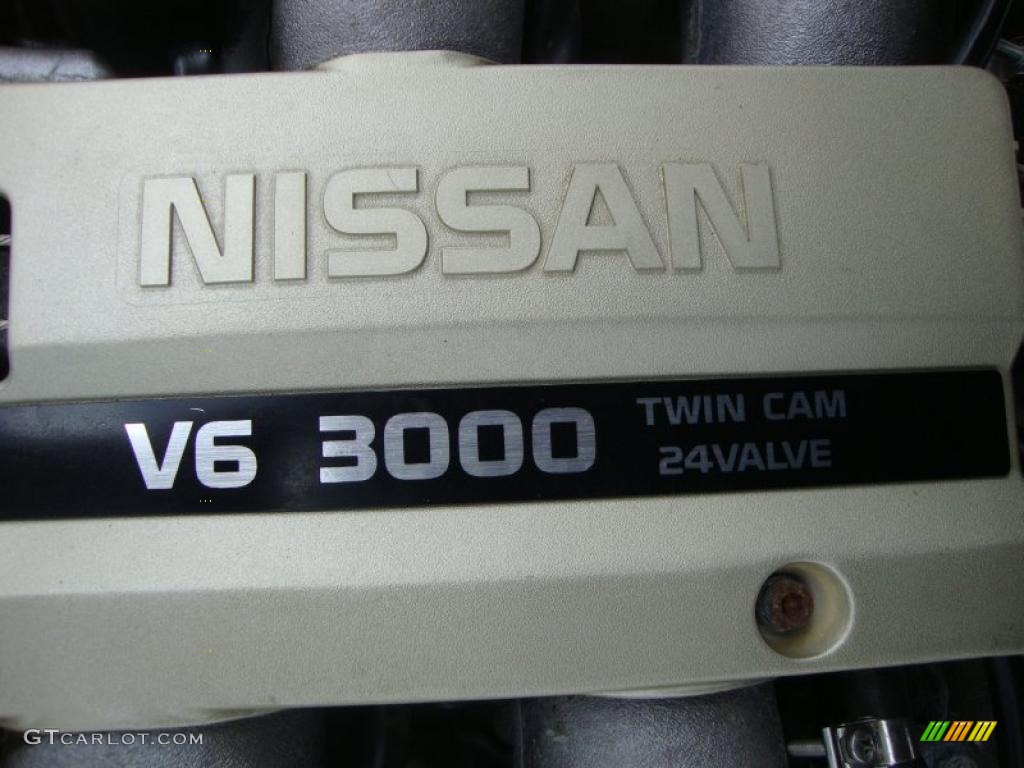 NISSAN
V6 3000 TWIN CAM
24VALVE
GTCARLOT.COM